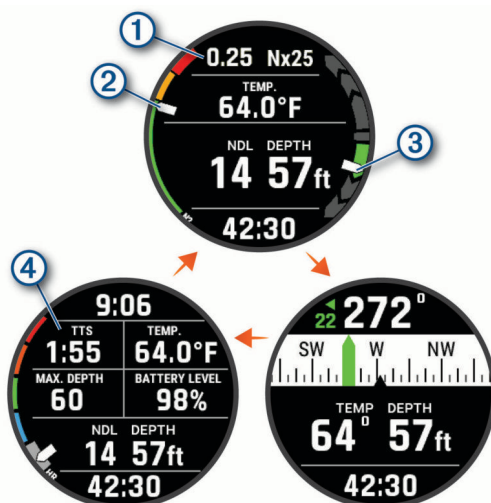 1
0.25 Nx25
2
TEMP.
64.0°F
NDL DEPTH
14 57ft
3
N2
42:30
4
9:06
TTS TEMP.
1:55 64.0°F
MAX. DEPTH BATTERY LEVEL
60 98%
NDL DEPTH
14 57ft
HR
42:30
22 272°
SW W NW
TEMP DEPTH
64° 57ft
42:30